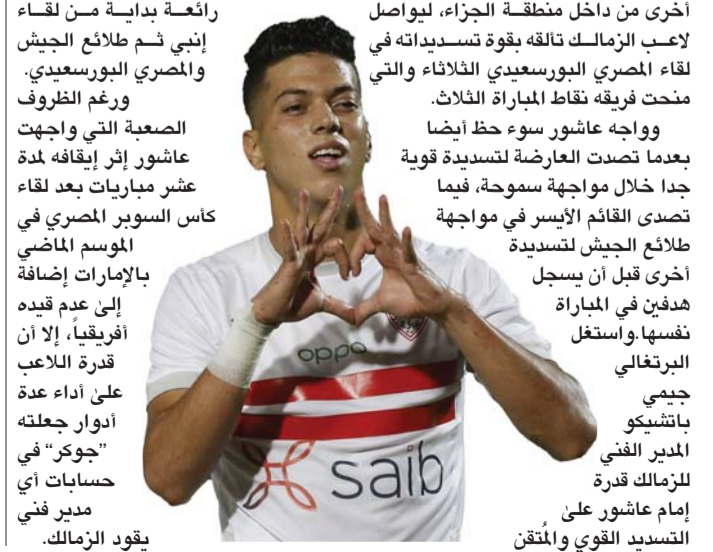 أخرى من داخل منطقة الجزاء، ليواصل
لاعب الزمالك تألقه بقوة تسديداته في
لقاء المصري البورسعيدي الثلاثاء والتي
منحت فريقه نقاط المباراة الثلاث.
وواجه عاشور سوء حظ أيضا
بعدما تصدت العارضة لتسديدة قوية
جدا خلال مواجهة سموحة، فيما
تصدى القائم الأيسر في مواجهة
طلائع الجيش لتسديدة
أخرى قبل أن يسجل
هدفين في المباراة
نفسها.واستغل
البرتغالي
جيمي
باتشيكو
المدير الفني
للزمالك قدرة
إمام عاشور علىٰ
التسديد القوي والمُتقن
رائعة بداية من لقاء
إنبي ثم طلائع الجيش
والمصري البورسعيدي.
ورغم الظروف
الصعبة التي واجهت
عاشور إثر إيقافه لمدة
عشر مباريات بعد لقاء
كأس السوبر المصري في
الموسم الماضي
بالإمارات إضافة
إلىٰ عدم قيده
أفريقياً، إلا أن
قدرة اللاعب
علىٰ أداء عدة
أدوار جعلته
”جوكر“ في
حسابات أي
مدير فني
يقود الزمالك.
oppo
saib